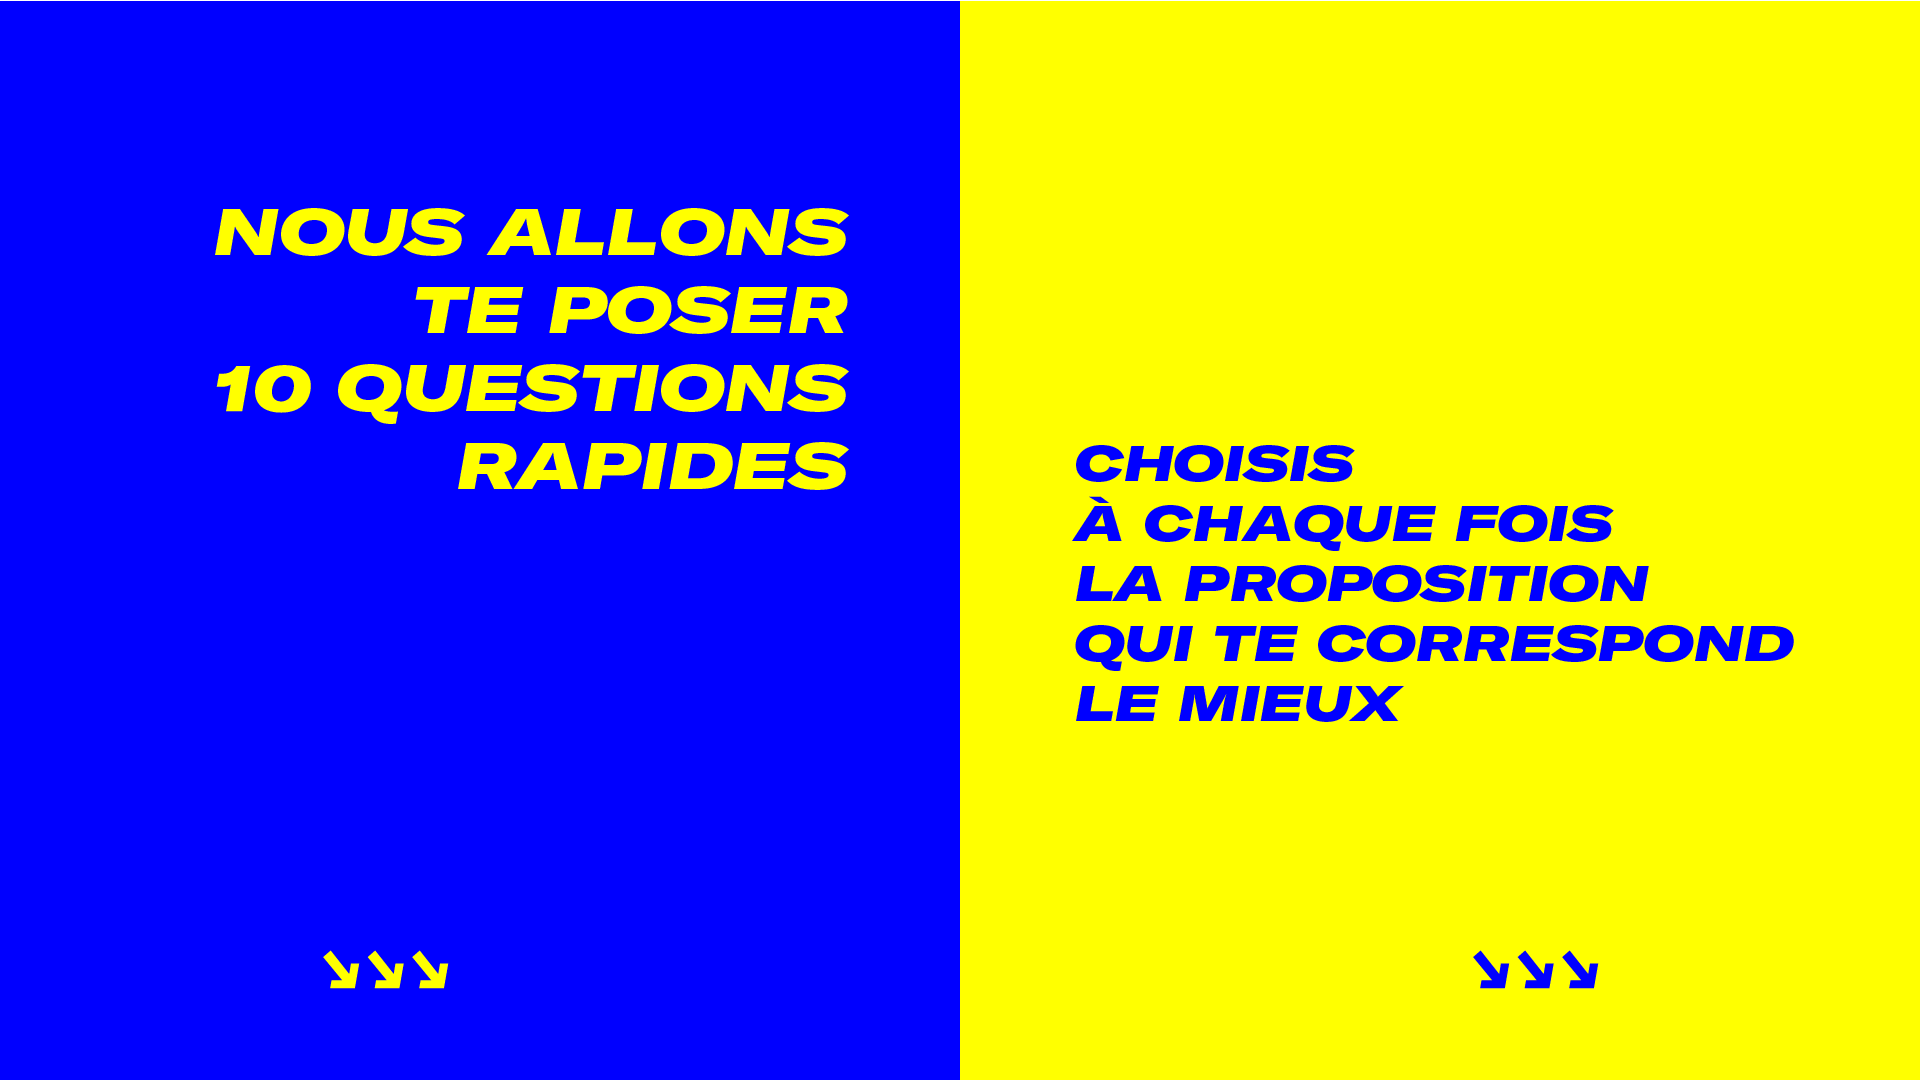 NOUS ALLONS
TE POSER
10 QUESTIONS
RAPIDES
CHOISIS
À CHAQUE FOIS
LA PROPOSITION
QUI TE CORRESPOND
LE MIEUX